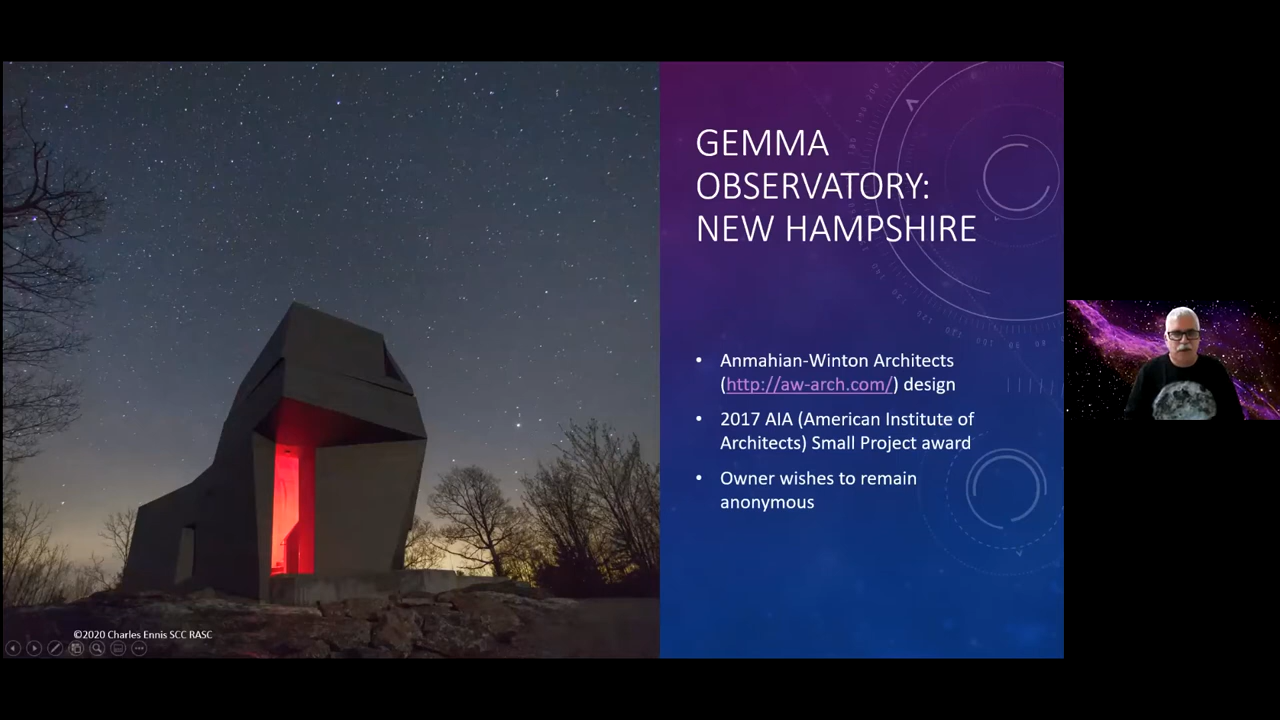 GEMMA
OBSERVATORY:
NEW HAMPSHIRE
• Anmahian-Winton Architects
(http://aw-arch.com/) design
• 2017 AIA (American Institute of
Architects) Small Project award
• Owner wishes to remain
anonymous
©2020 Charles Ennis SCC RASC